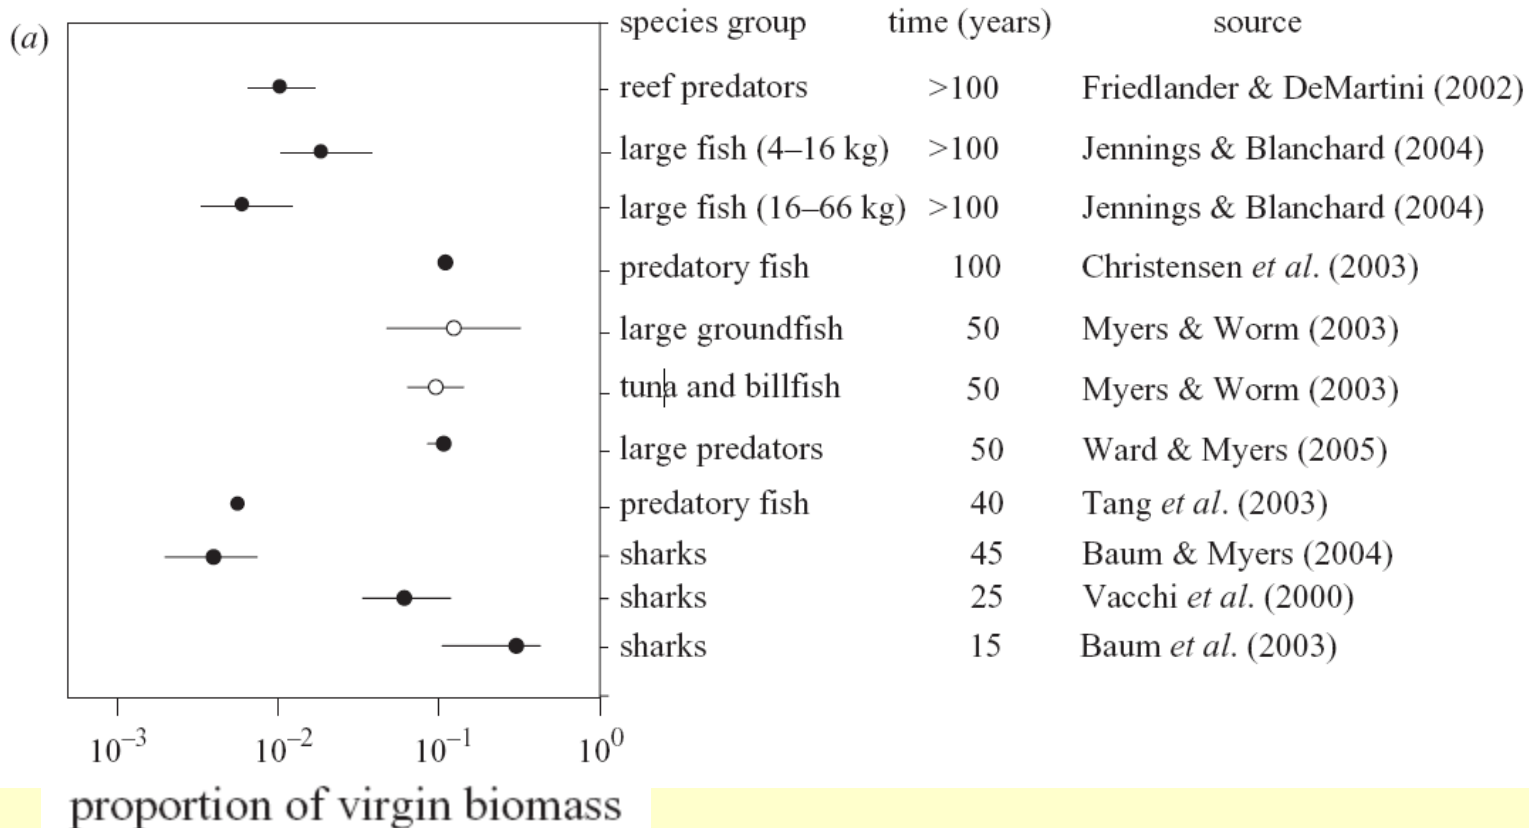 (a) species group time (years) source
reef predators >100 Friedlander & DeMartini (2002)
large fish (4–16 kg) >100 Jennings & Blanchard (2004)
large fish (16–66 kg) >100 Jennings & Blanchard (2004)
predatory fish 100 Christensen et al. (2003)
large groundfish 50 Myers & Worm (2003)
tuna and billfish 50 Myers & Worm (2003)
large predators 50 Ward & Myers (2005)
predatory fish 40 Tang et al. (2003)
sharks 45 Baum & Myers (2004)
sharks 25 Vacchi et al. (2000)
sharks 15 Baum et al. (2003)
10⁻³ 10⁻² 10⁻¹ 10⁰
proportion of virgin biomass